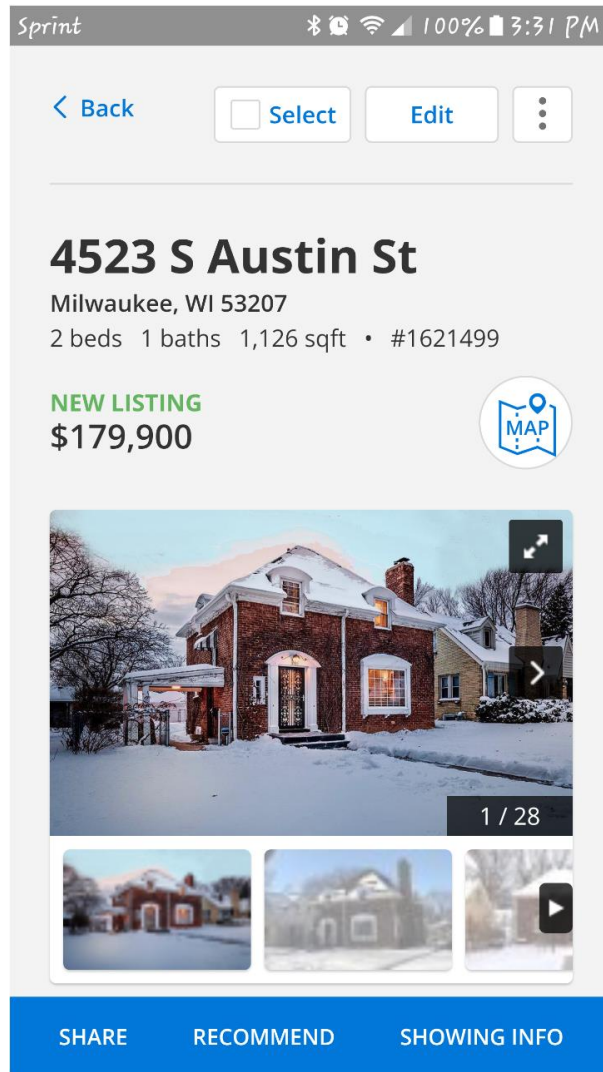 Sprint 100% 3:31 PM
Back Select Edit
4523 S Austin St
Milwaukee, WI 53207
2 beds 1 baths 1,126 sqft • #1621499
NEW LISTING
$179,900
MAP
1 / 28
SHARE RECOMMEND SHOWING INFO